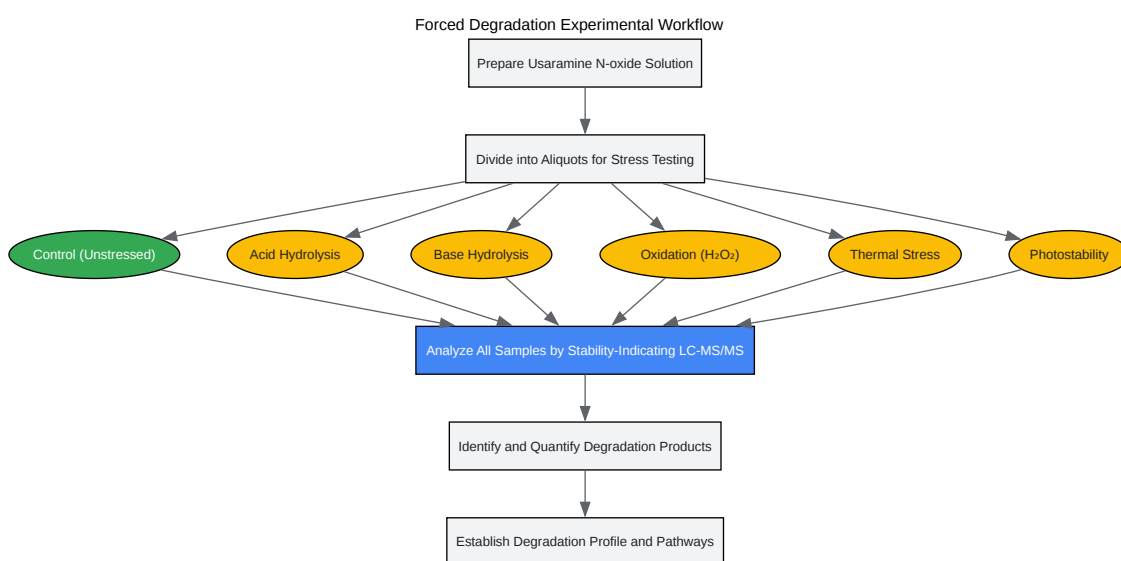 Forced Degradation Experimental Workflow
Prepare Usaramine N-oxide Solution
Divide into Aliquots for Stress Testing
Control (Unstressed)
Acid Hydrolysis
Base Hydrolysis
Oxidation (H₂O₂)
Thermal Stress
Photostability
Analyze All Samples by Stability-Indicating LC-MS/MS
Identify and Quantify Degradation Products
Establish Degradation Profile and Pathways